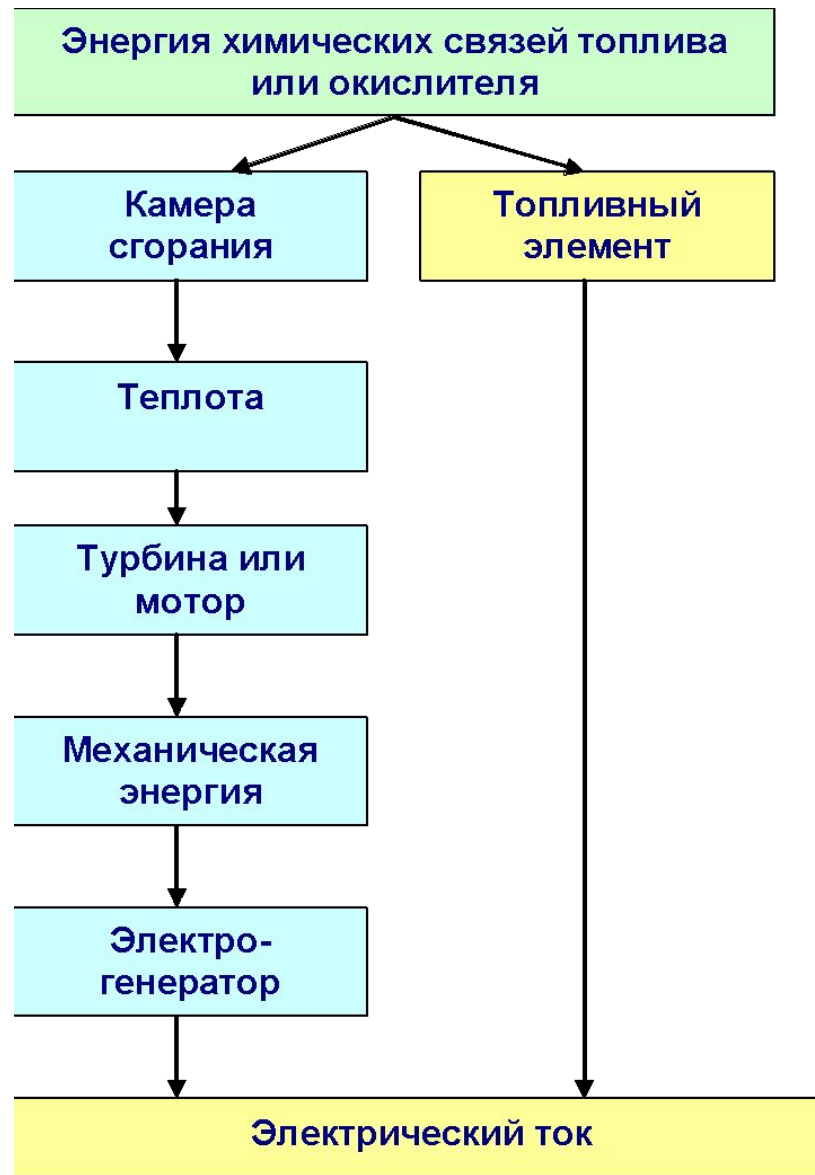 Энергия химических связей топлива
или окислителя
Камера
сгорания
Топливный
элемент
Теплота
Турбина или
мотор
Механическая
энергия
Электро-
генератор
Электрический ток